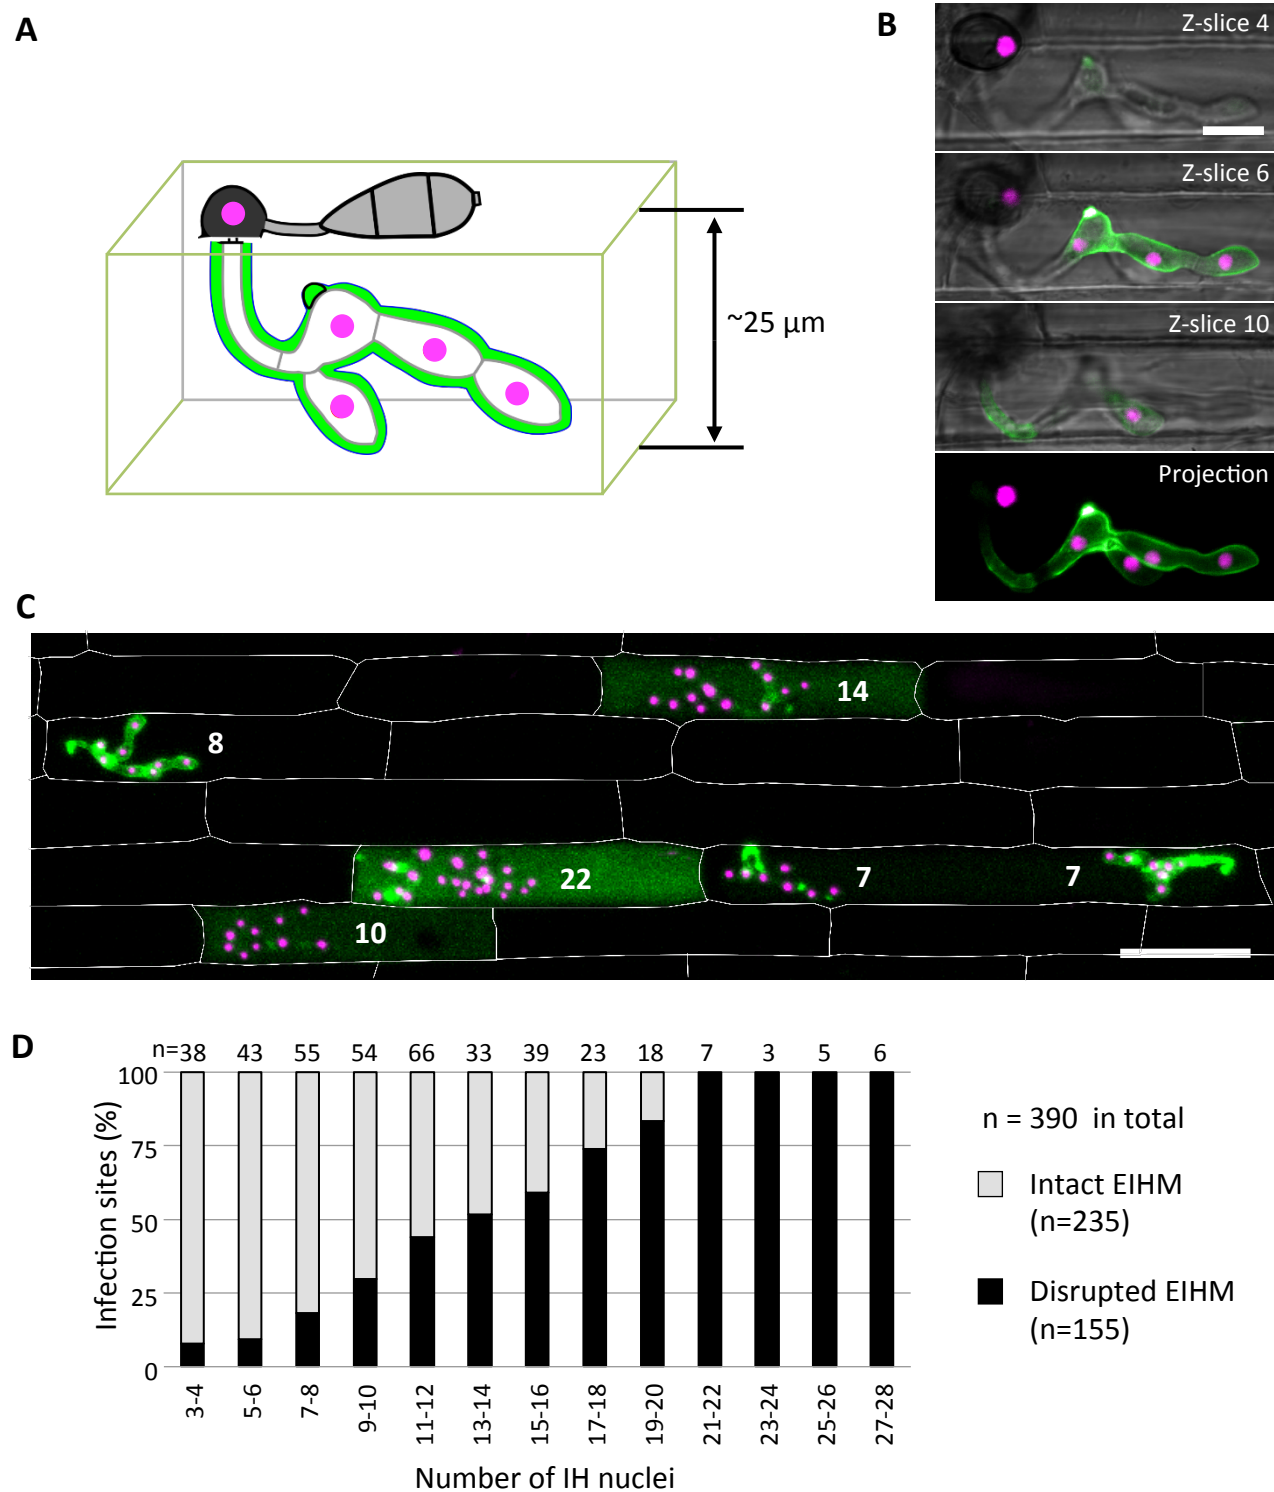 A
~25 µm
B
Z-slice 4
Z-slice 6
Z-slice 10
Projection
C
14
8
22
7
7
10
D
n=38 43 55 54 66 33 39 23 18 7 3 5 6
100
75
50
25
0
Infection sites (%)
3-4 5-6 7-8 9-10 11-12 13-14 15-16 17-18 19-20 21-22 23-24 25-26 27-28
Number of IH nuclei
n = 390 in total
Intact EIHM
(n=235)
Disrupted EIHM
(n=155)